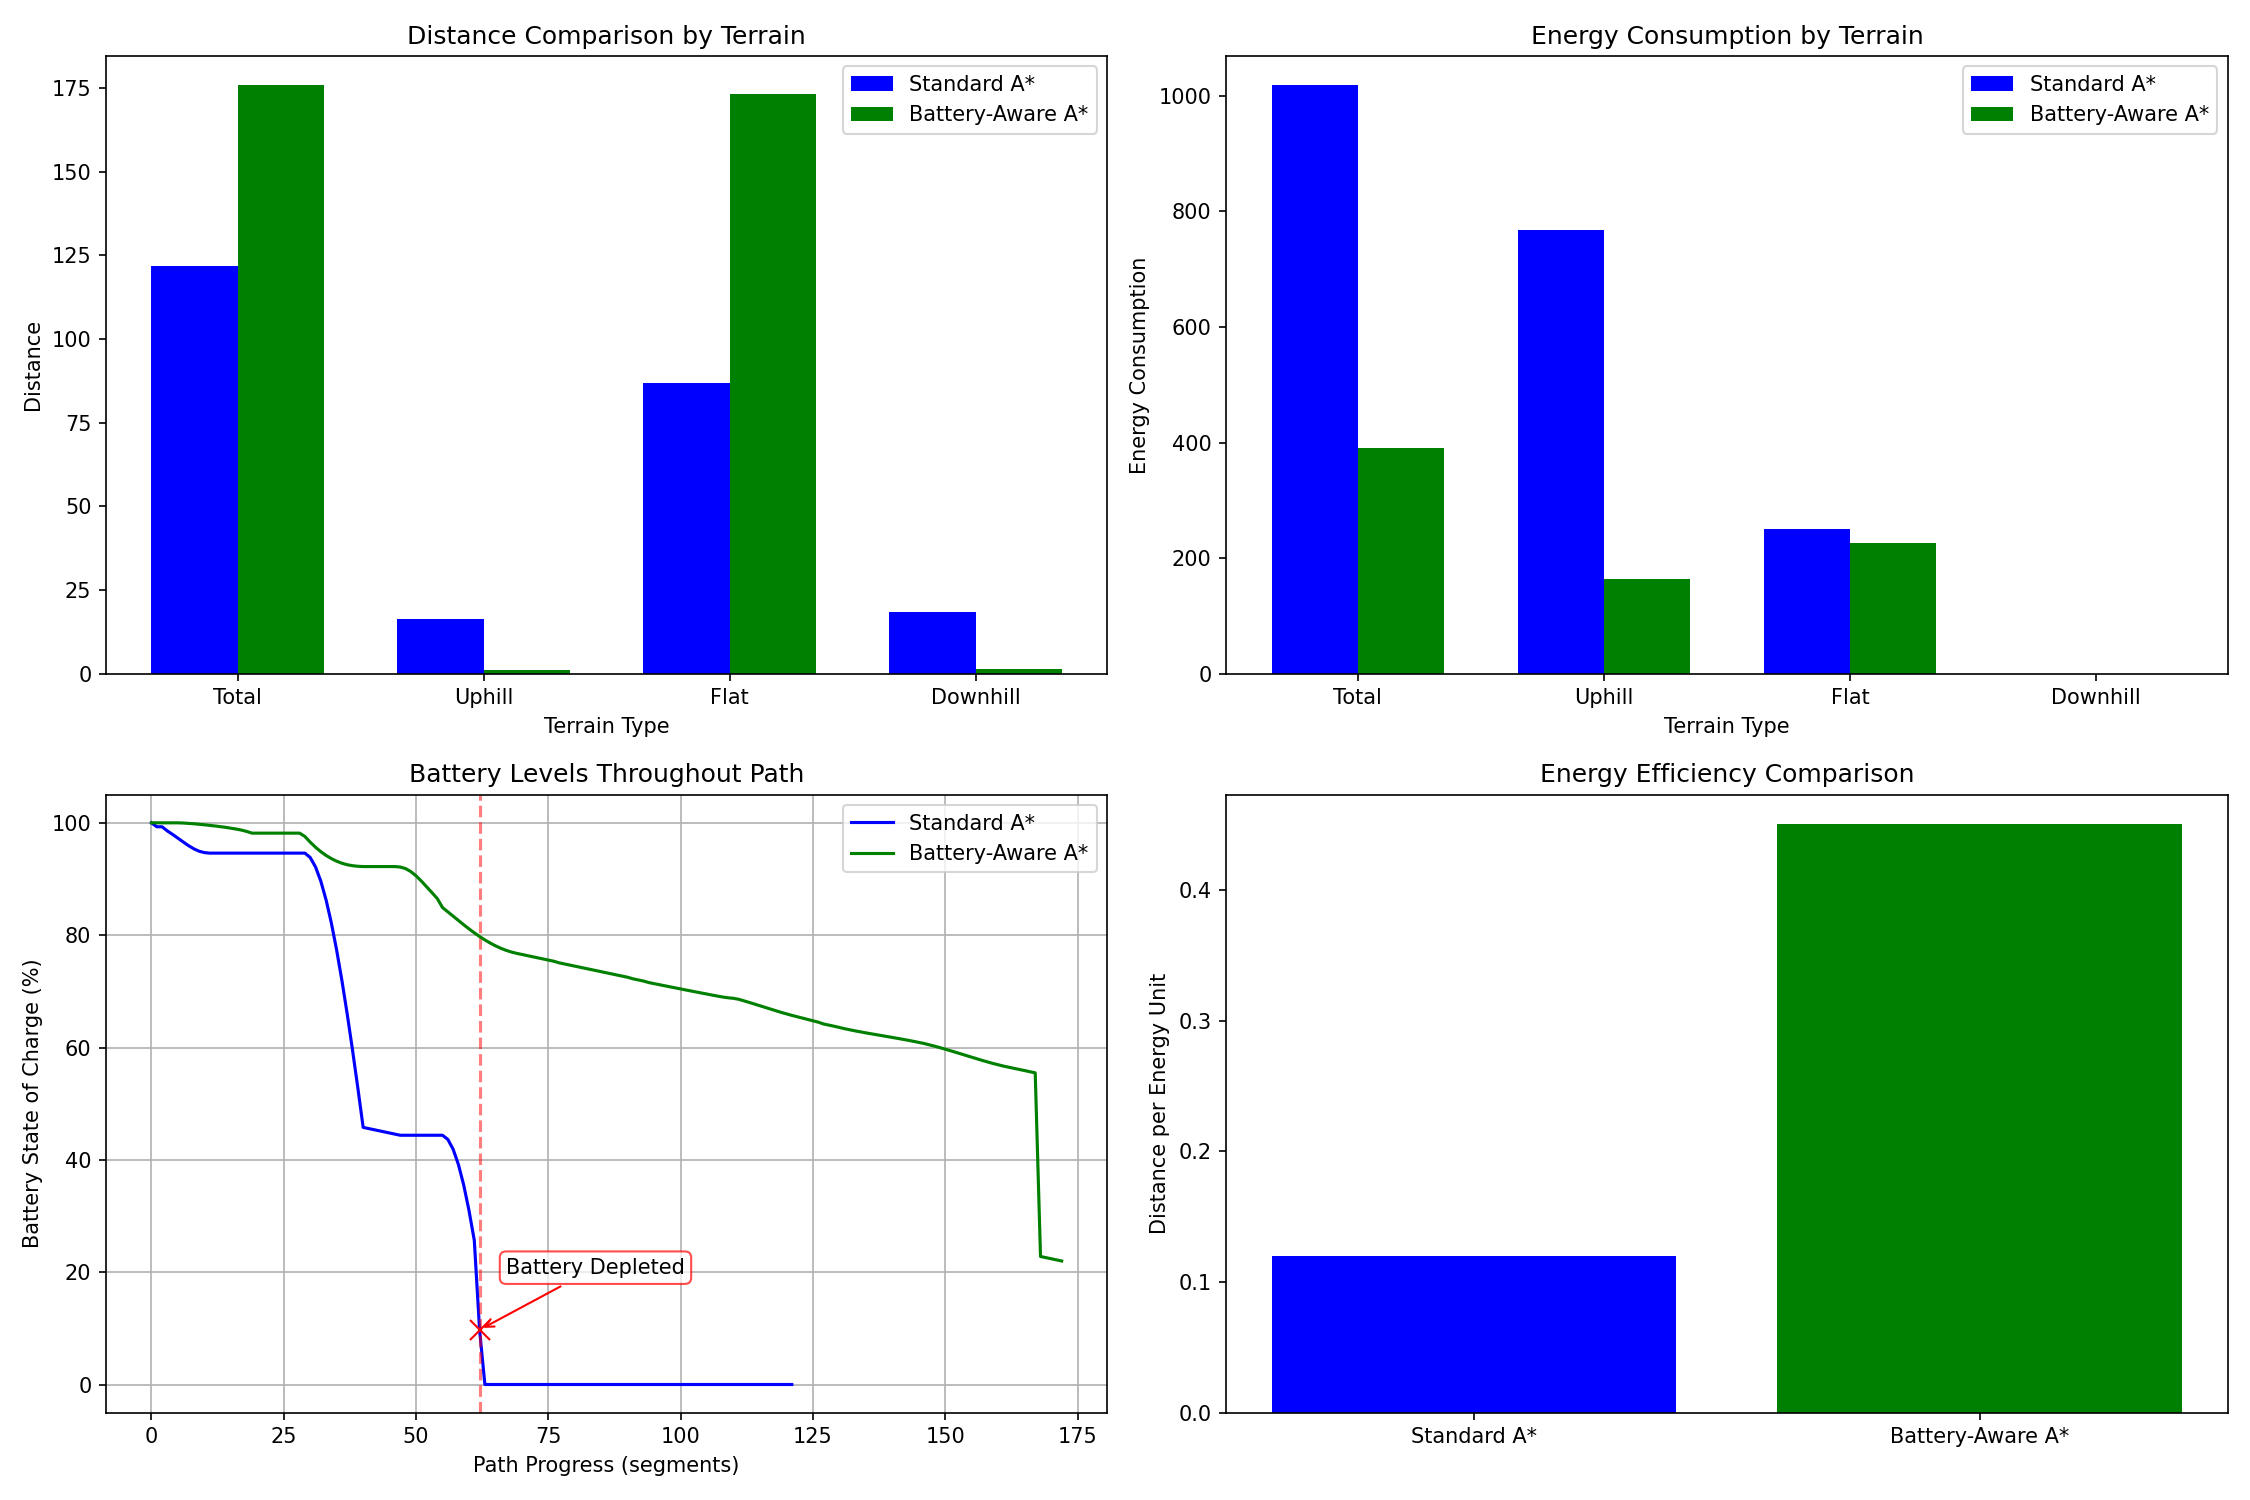 Distance Comparison by Terrain
Standard A*
Battery-Aware A*
Distance
175
150
125
100
75
50
25
0
Total Uphill Flat Downhill
Terrain Type
Energy Consumption by Terrain
Standard A*
Battery-Aware A*
Energy Consumption
1000
800
600
400
200
0
Total Uphill Flat Downhill
Terrain Type
Battery Levels Throughout Path
Standard A*
Battery-Aware A*
Battery State of Charge (%)
100
80
60
40
20
0
Battery Depleted
0 25 50 75 100 125 150 175
Path Progress (segments)
Energy Efficiency Comparison
Distance per Energy Unit
0.4
0.3
0.2
0.1
0.0
Standard A* Battery-Aware A*